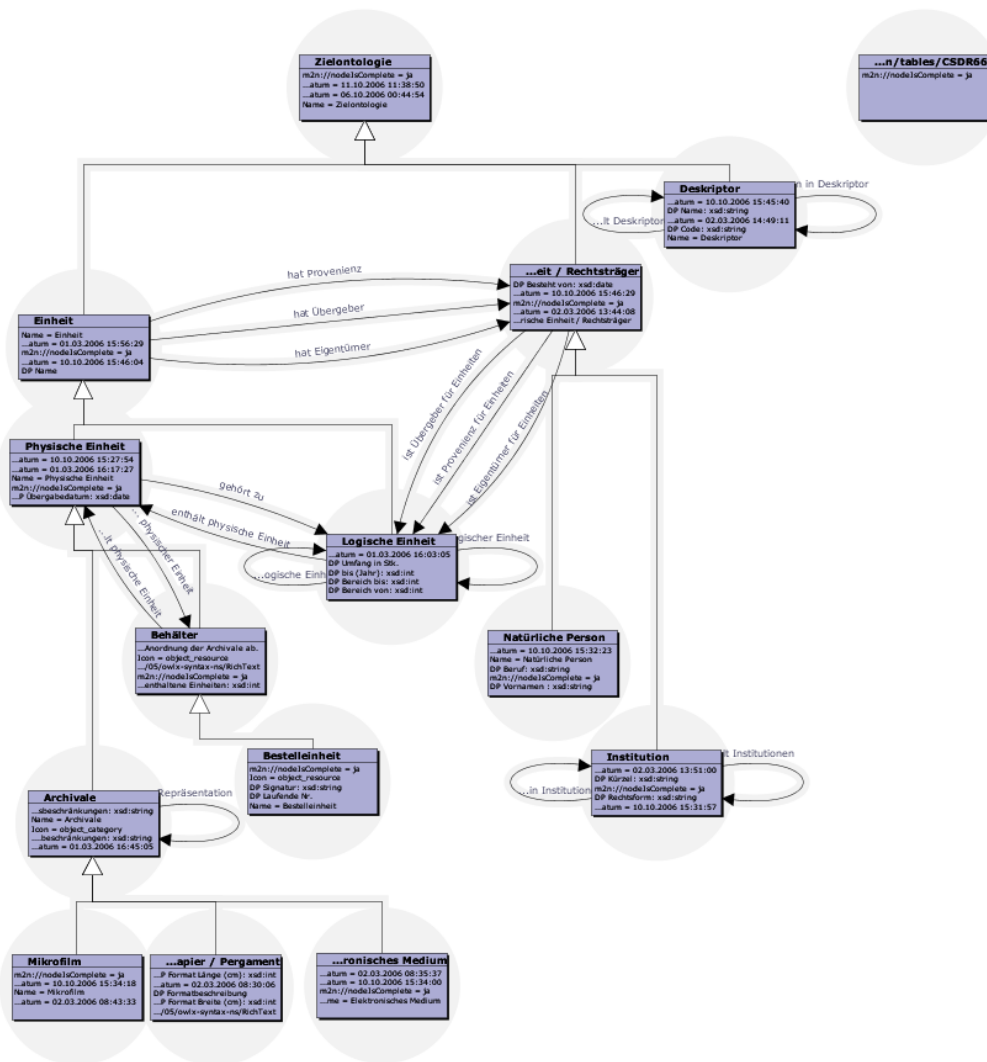 Zielontologie
m2n://nodeIsComplete = ja
...atum = 11.10.2006 11:38:50
...atum = 06.10.2006 00:44:54
Name = Zielontologie
...n/tables/CSDR66
m2n://nodeIsComplete = ja
Deskriptor
...atum = 10.10.2006 15:45:40
DP Name: xsd:string
...atum = 02.03.2006 14:49:11
DP Code: xsd:string
Name = Deskriptor
...lt Deskriptor
n in Deskriptor
...eit / Rechtsträger
DP Besteht von: xsd:date
...atum = 10.10.2006 15:46:29
m2n://nodeIsComplete = ja
...atum = 02.03.2006 13:44:08
...rische Einheit / Rechtsträger
hat Provenienz
hat Übergeber
hat Eigentümer
Einheit
Name = Einheit
...atum = 01.03.2006 15:56:29
m2n://nodeIsComplete = ja
...atum = 10.10.2006 15:46:04
DP Name
ist Übergeber für Einheiten
ist Provenienz für Einheiten
ist Eigentümer für Einheiten
Physische Einheit
...atum = 10.10.2006 15:27:54
...atum = 01.03.2006 16:17:27
Name = Physische Einheit
m2n://nodeIsComplete = ja
...P Übergabedatum: xsd:date
gehört zu
enthält physische Einheit
Logische Einheit
...atum = 01.03.2006 16:03:05
DP Umfang in Stk.
DP bis (Jahr): xsd:int
DP Bereich bis: xsd:int
DP Bereich von: xsd:int
...ogische Einh
gischer Einheit
... physischer Einheit
...lt physische Einheit
Behälter
...Anordnung der Archivale ab.
Icon = object_resource
.../05/owlx-syntax-ns/RichText
m2n://nodeIsComplete = ja
...enthaltene Einheiten: xsd:int
Natürliche Person
...atum = 10.10.2006 15:32:23
Name = Natürliche Person
DP Beruf: xsd:string
m2n://nodeIsComplete = ja
DP Vornamen : xsd:string
Bestelleinheit
m2n://nodeIsComplete = ja
Icon = object_resource
DP Signatur: xsd:string
DP Laufende Nr.
Name = Bestelleinheit
Institution
...atum = 02.03.2006 13:51:00
DP Kürzel: xsd:string
m2n://nodeIsComplete = ja
DP Rechtsform: xsd:string
...atum = 10.10.2006 15:31:57
...in Institution
lt Institutionen
Archivale
...sbeschränkungen: xsd:string
Name = Archivale
Icon = object_category
....beschränkungen: xsd:string
...atum = 01.03.2006 16:45:05
Repräsentation
Mikrofilm
m2n://nodeIsComplete = ja
...atum = 10.10.2006 15:34:18
Name = Mikrofilm
...atum = 02.03.2006 08:43:33
...apier / Pergament
...P Format Länge (cm): xsd:int
...atum = 02.03.2006 08:30:06
DP Formatbeschreibung
...P Format Breite (cm): xsd:int
.../05/owlx-syntax-ns/RichText
...ronisches Medium
...atum = 02.03.2006 08:35:37
...atum = 10.10.2006 15:34:00
m2n://nodeIsComplete = ja
...me = Elektronisches Medium